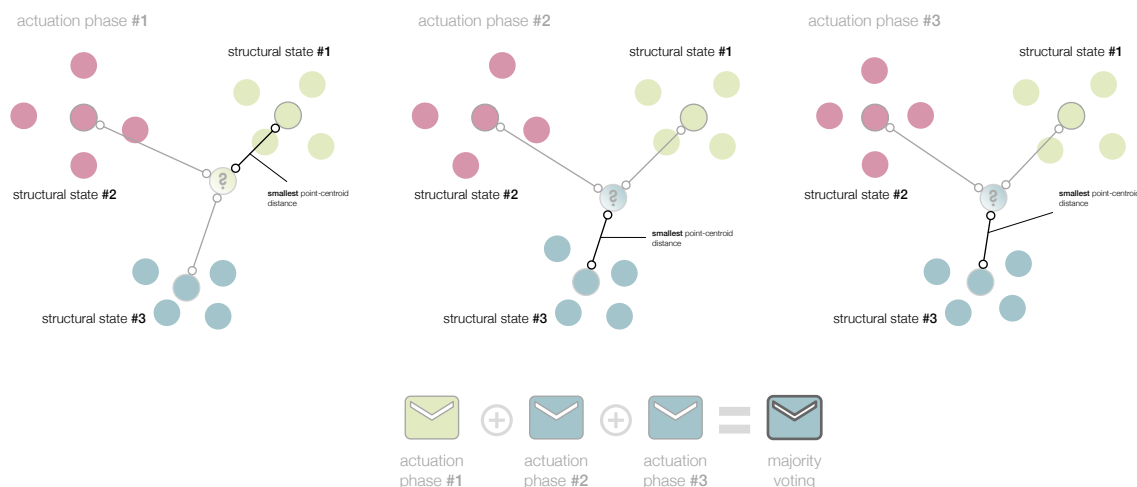 actuation phase #1
actuation phase #2
actuation phase #3
structural state #1
structural state #1
structural state #1
?
smallest point-centroid
distance
structural state #2
?
structural state #2
?
smallest point-centroid
distance
structural state #2
smallest point-centroid
distance
structural state #3
structural state #3
structural state #3
actuation
phase #1
actuation
phase #2
actuation
phase #3
majority
voting